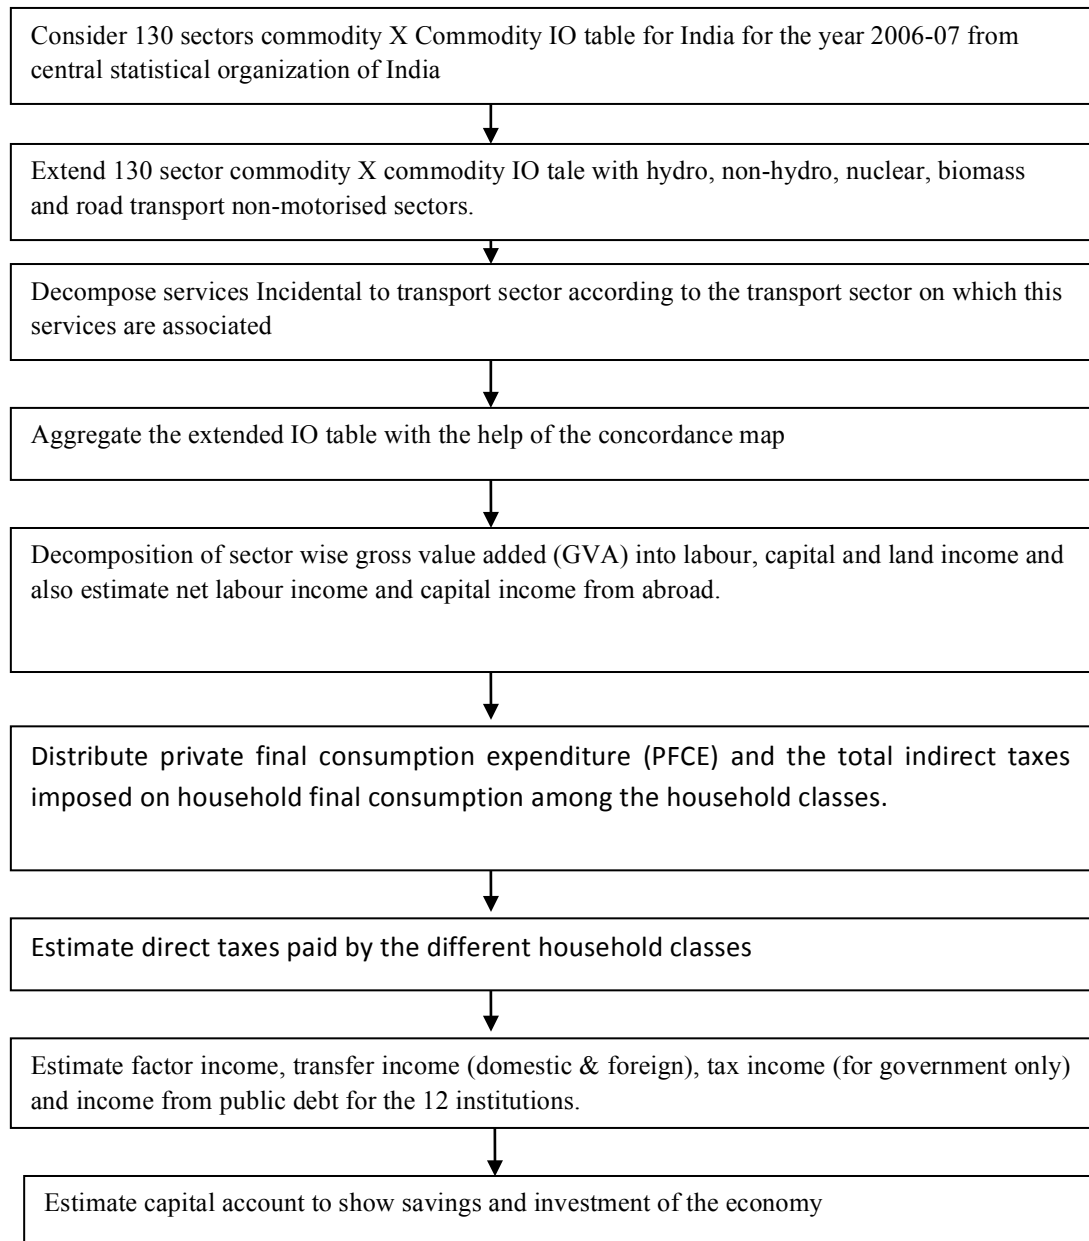 Consider 130 sectors commodity X Commodity IO table for India for the year 2006-07 from
central statistical organization of India
Extend 130 sector commodity X commodity IO tale with hydro, non-hydro, nuclear, biomass
and road transport non-motorised sectors.
Decompose services Incidental to transport sector according to the transport sector on which this
services are associated
Aggregate the extended IO table with the help of the concordance map
Decomposition of sector wise gross value added (GVA) into labour, capital and land income and
also estimate net labour income and capital income from abroad.
Distribute private final consumption expenditure (PFCE) and the total indirect taxes
imposed on household final consumption among the household classes.
Estimate direct taxes paid by the different household classes
Estimate factor income, transfer income (domestic & foreign), tax income (for government only)
and income from public debt for the 12 institutions.
Estimate capital account to show savings and investment of the economy